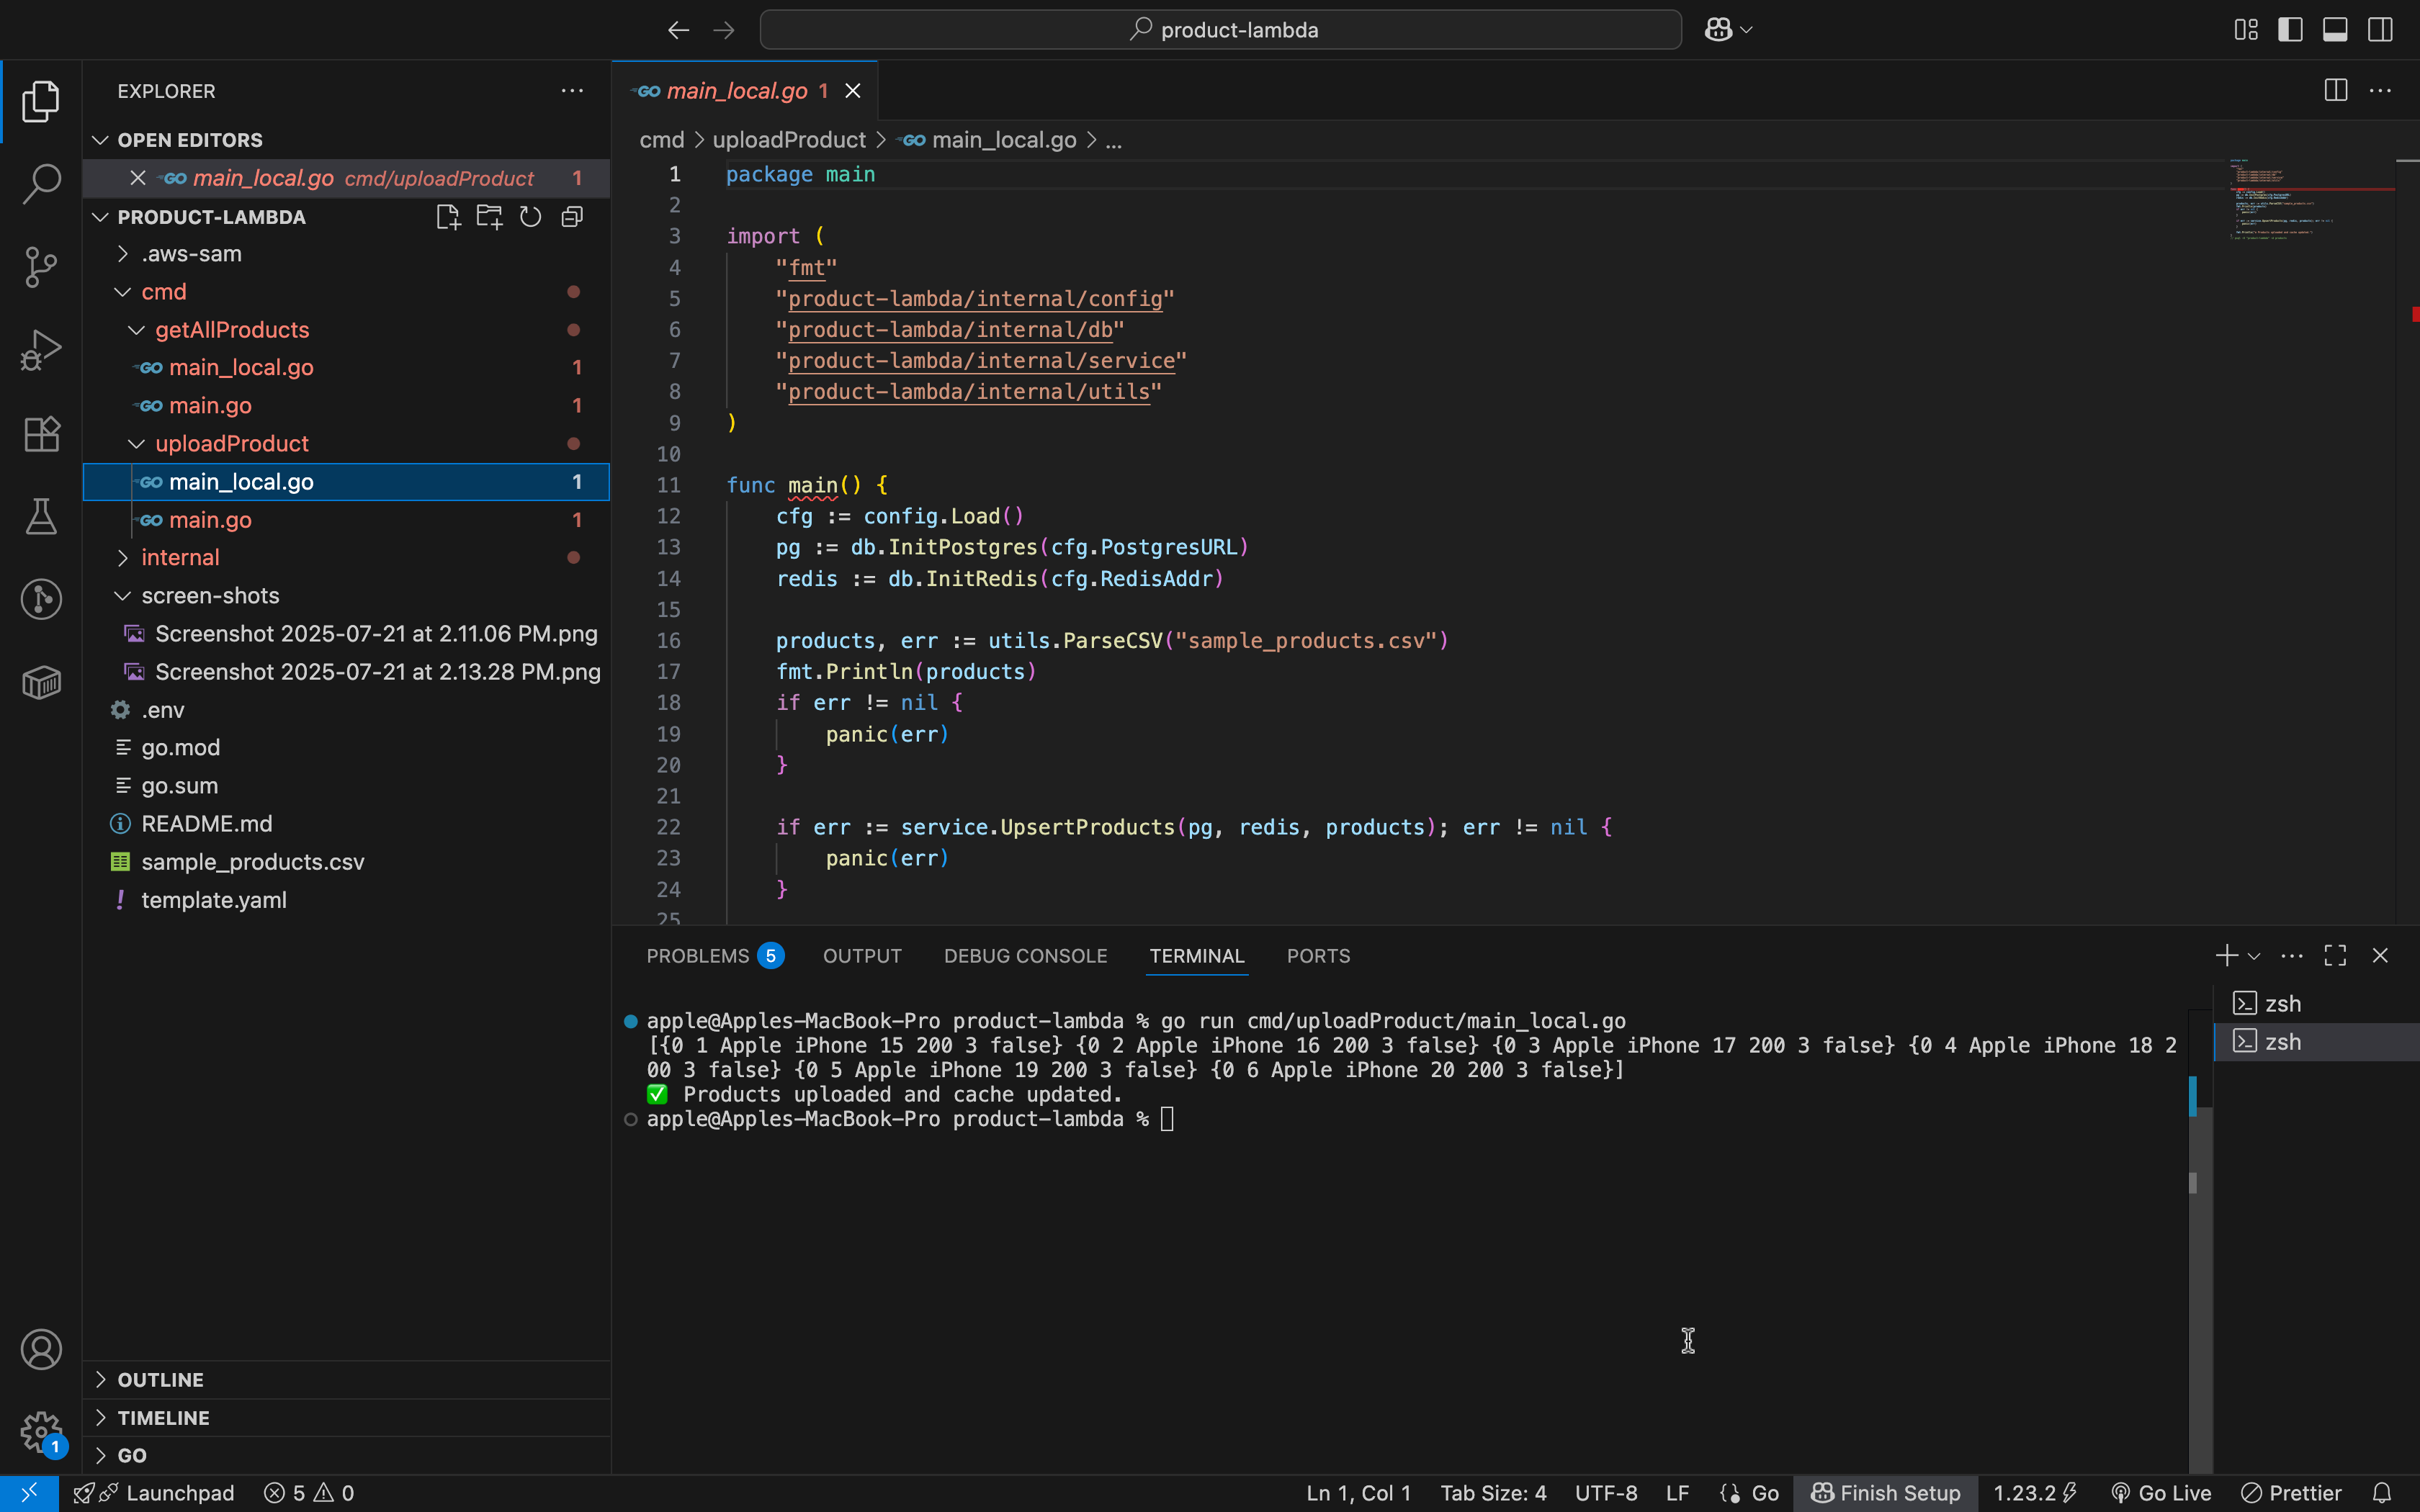 product-lambda
EXPLORER
OPEN EDITORS
main_local.go cmd/uploadProduct 1
PRODUCT-LAMBDA
.aws-sam
cmd
getAllProducts
GO main_local.go 1
GO main.go 1
uploadProduct
GO main_local.go 1
GO main.go 1
internal
screen-shots
Screenshot 2025-07-21 at 2.11.06 PM.png
Screenshot 2025-07-21 at 2.13.28 PM.png
.env
go.mod
go.sum
README.md
sample_products.csv
template.yaml
OUTLINE
TIMELINE
GO
1
GO main_local.go 1
cmd > uploadProduct > GO main_local.go > ...
1 package main
2
3 import (
4 "fmt"
5 "product-lambda/internal/config"
6 "product-lambda/internal/db"
7 "product-lambda/internal/service"
8 "product-lambda/internal/utils"
9 )
10
11 func main() {
12 cfg := config.Load()
13 pg := db.InitPostgres(cfg.PostgresURL)
14 redis := db.InitRedis(cfg.RedisAddr)
15
16 products, err := utils.ParseCSV("sample_products.csv")
17 fmt.Println(products)
18 if err != nil {
19 panic(err)
20 }
21
22 if err := service.UpsertProducts(pg, redis, products); err != nil {
23 panic(err)
24 }
25
PROBLEMS 5 OUTPUT DEBUG CONSOLE TERMINAL PORTS
apple@Apples-MacBook-Pro product-lambda % go run cmd/uploadProduct/main_local.go
[{0 1 Apple iPhone 15 200 3 false} {0 2 Apple iPhone 16 200 3 false} {0 3 Apple iPhone 17 200 3 false} {0 4 Apple iPhone 18 2
00 3 false} {0 5 Apple iPhone 19 200 3 false} {0 6 Apple iPhone 20 200 3 false}]
✅ Products uploaded and cache updated.
apple@Apples-MacBook-Pro product-lambda %
zsh
zsh
Launchpad 5 0 Ln 1, Col 1 Tab Size: 4 UTF-8 LF Go Finish Setup 1.23.2 Go Live Prettier